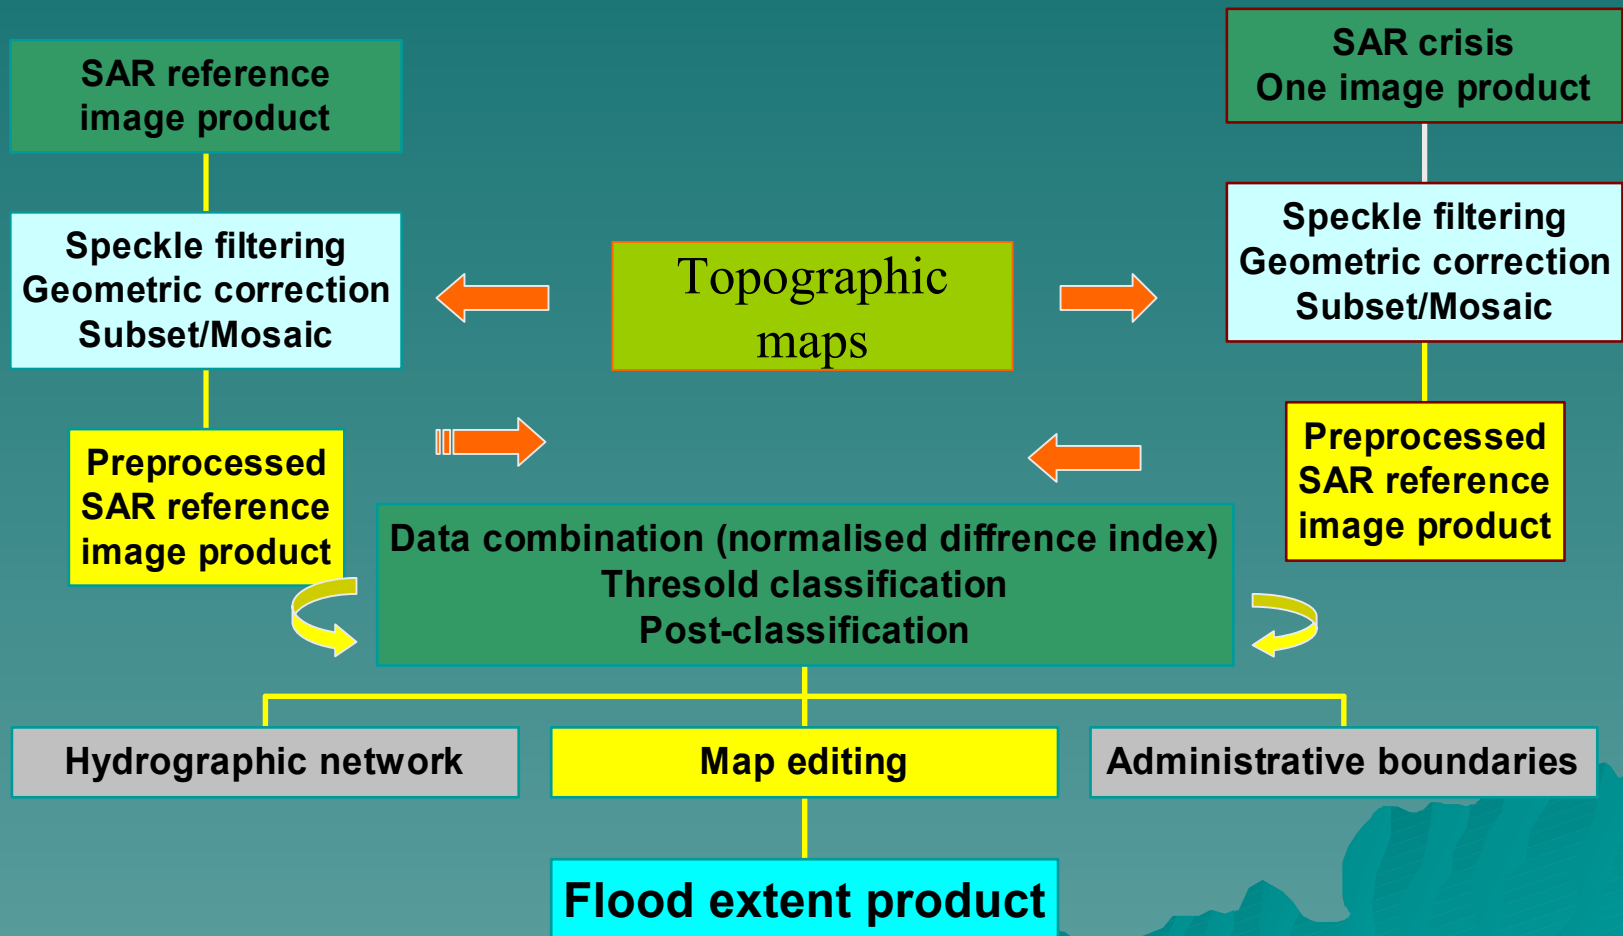 SAR reference
image product
SAR crisis
One image product
Speckle filtering
Geometric correction
Subset/Mosaic
Topographic
maps
Speckle filtering
Geometric correction
Subset/Mosaic
Preprocessed
SAR reference
image product
Preprocessed
SAR reference
image product
Data combination (normalised diffrence index)
Thresold classification
Post-classification
Hydrographic network
Map editing
Administrative boundaries
Flood extent product